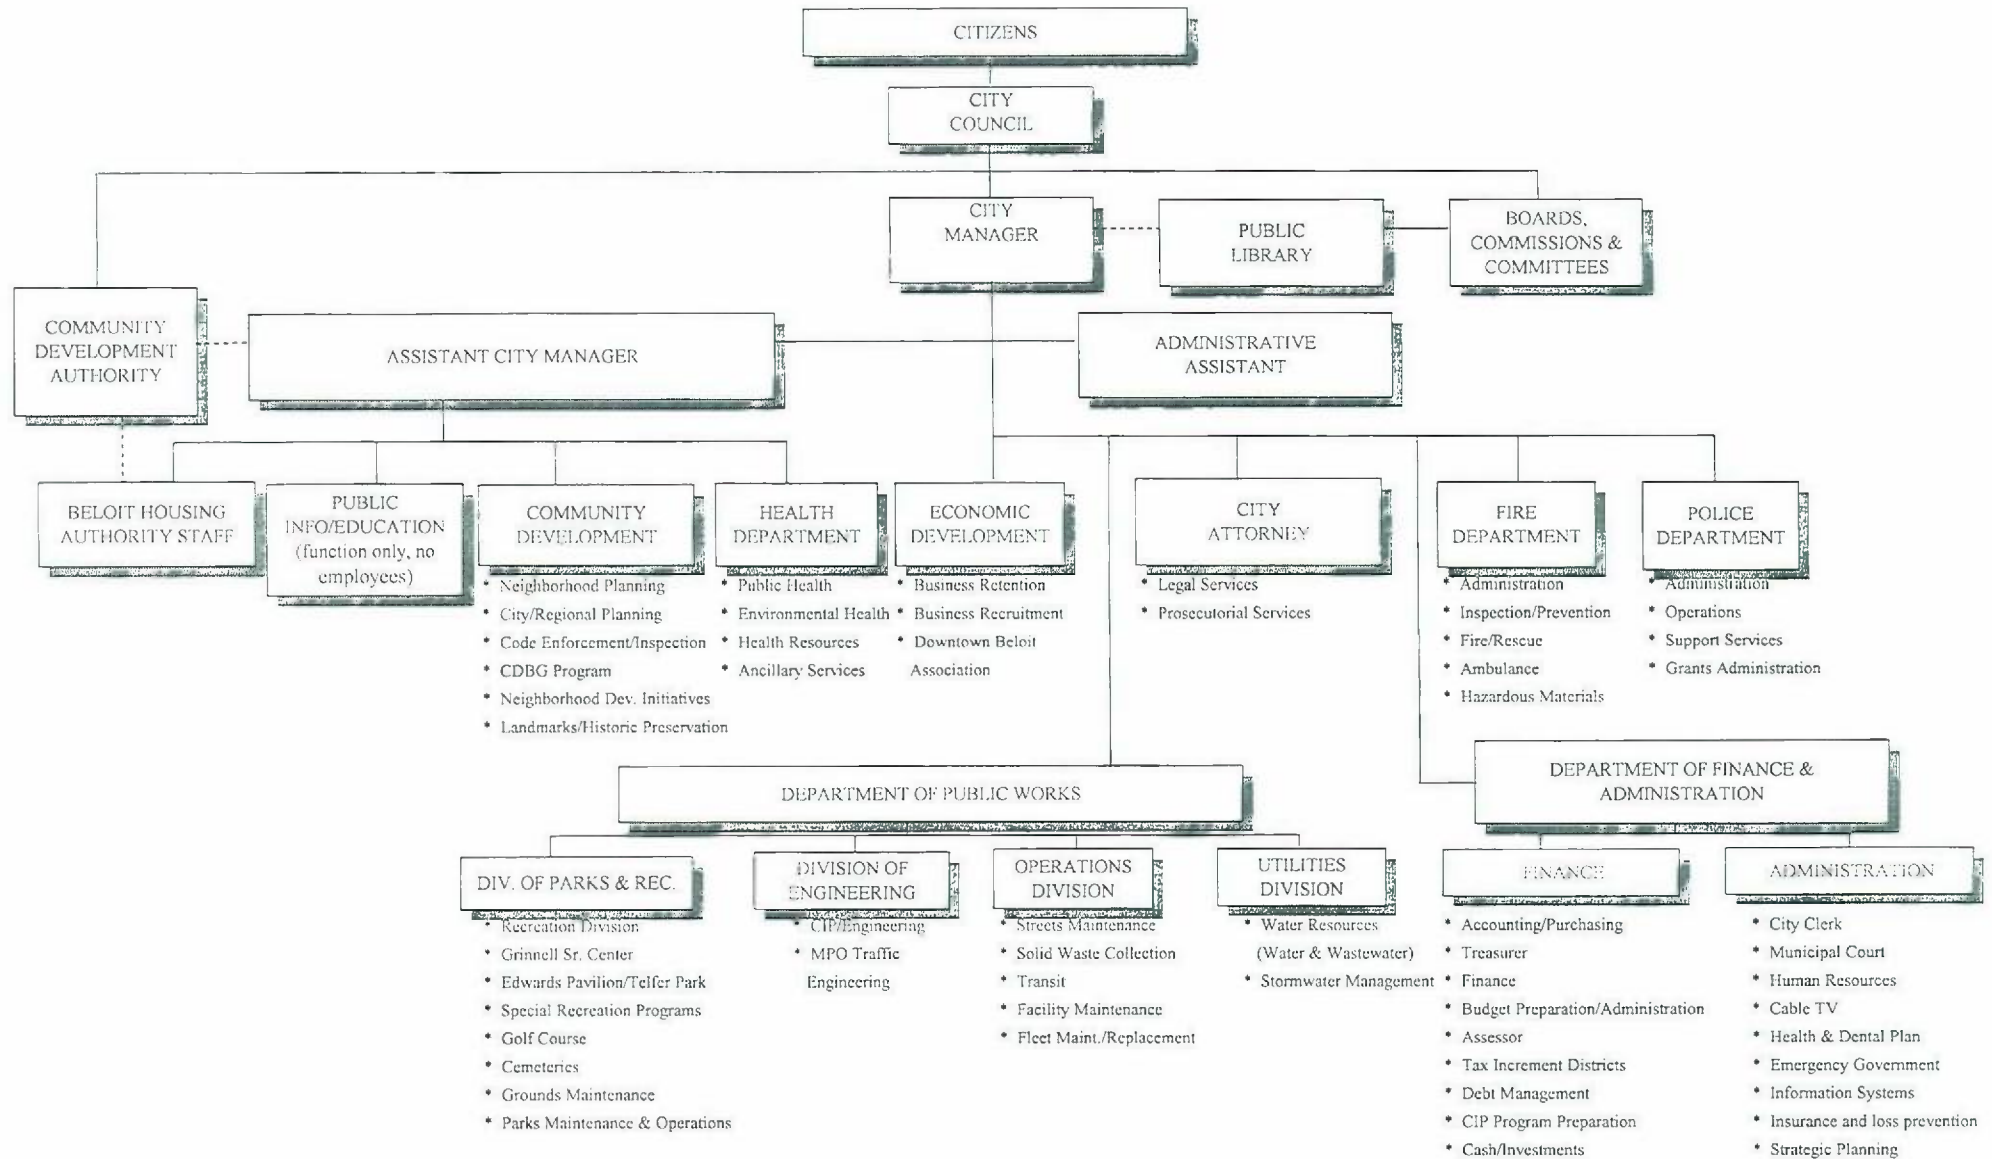 CITIZENS
CITY
COUNCIL
CITY
MANAGER
PUBLIC
LIBRARY
BOARDS,
COMMISSIONS &
COMMITTEES
COMMUNITY
DEVELOPMENT
AUTHORITY
ASSISTANT CITY MANAGER
ADMINISTRATIVE
ASSISTANT
BELOIT HOUSING
AUTHORITY STAFF
PUBLIC
INFO/EDUCATION
(function only, no
employees)
COMMUNITY
DEVELOPMENT
* Neighborhood Planning
* City/Regional Planning
* Code Enforcement/Inspection
* CDBG Program
* Neighborhood Dev. Initiatives
* Landmarks/Historic Preservation
HEALTH
DEPARTMENT
* Public Health
* Environmental Health
* Health Resources
* Ancillary Services
ECONOMIC
DEVELOPMENT
* Business Retention
* Business Recruitment
* Downtown Beloit
Association
CITY
ATTORNEY
* Legal Services
* Prosecutorial Services
FIRE
DEPARTMENT
* Administration
* Inspection/Prevention
* Fire/Rescue
* Ambulance
* Hazardous Materials
POLICE
DEPARTMENT
* Administration
* Operations
* Support Services
* Grants Administration
DEPARTMENT OF PUBLIC WORKS
DIV. OF PARKS & REC.
* Recreation Division
* Grinnell Sr. Center
* Edwards Pavilion/Telfer Park
* Special Recreation Programs
* Golf Course
* Cemeteries
* Grounds Maintenance
* Parks Maintenance & Operations
DIVISION OF
ENGINEERING
* CIP/Engineering
* MPO Traffic
Engineering
OPERATIONS
DIVISION
* Streets Maintenance
* Solid Waste Collection
* Transit
* Facility Maintenance
* Fleet Maint./Replacement
UTILITIES
DIVISION
* Water Resources
(Water & Wastewater)
* Stormwater Management
DEPARTMENT OF FINANCE &
ADMINISTRATION
FINANCE
* Accounting/Purchasing
* Treasurer
* Finance
* Budget Preparation/Administration
* Assessor
* Tax Increment Districts
* Debt Management
* CIP Program Preparation
* Cash/Investments
ADMINISTRATION
* City Clerk
* Municipal Court
* Human Resources
* Cable TV
* Health & Dental Plan
* Emergency Government
* Information Systems
* Insurance and loss prevention
* Strategic Planning